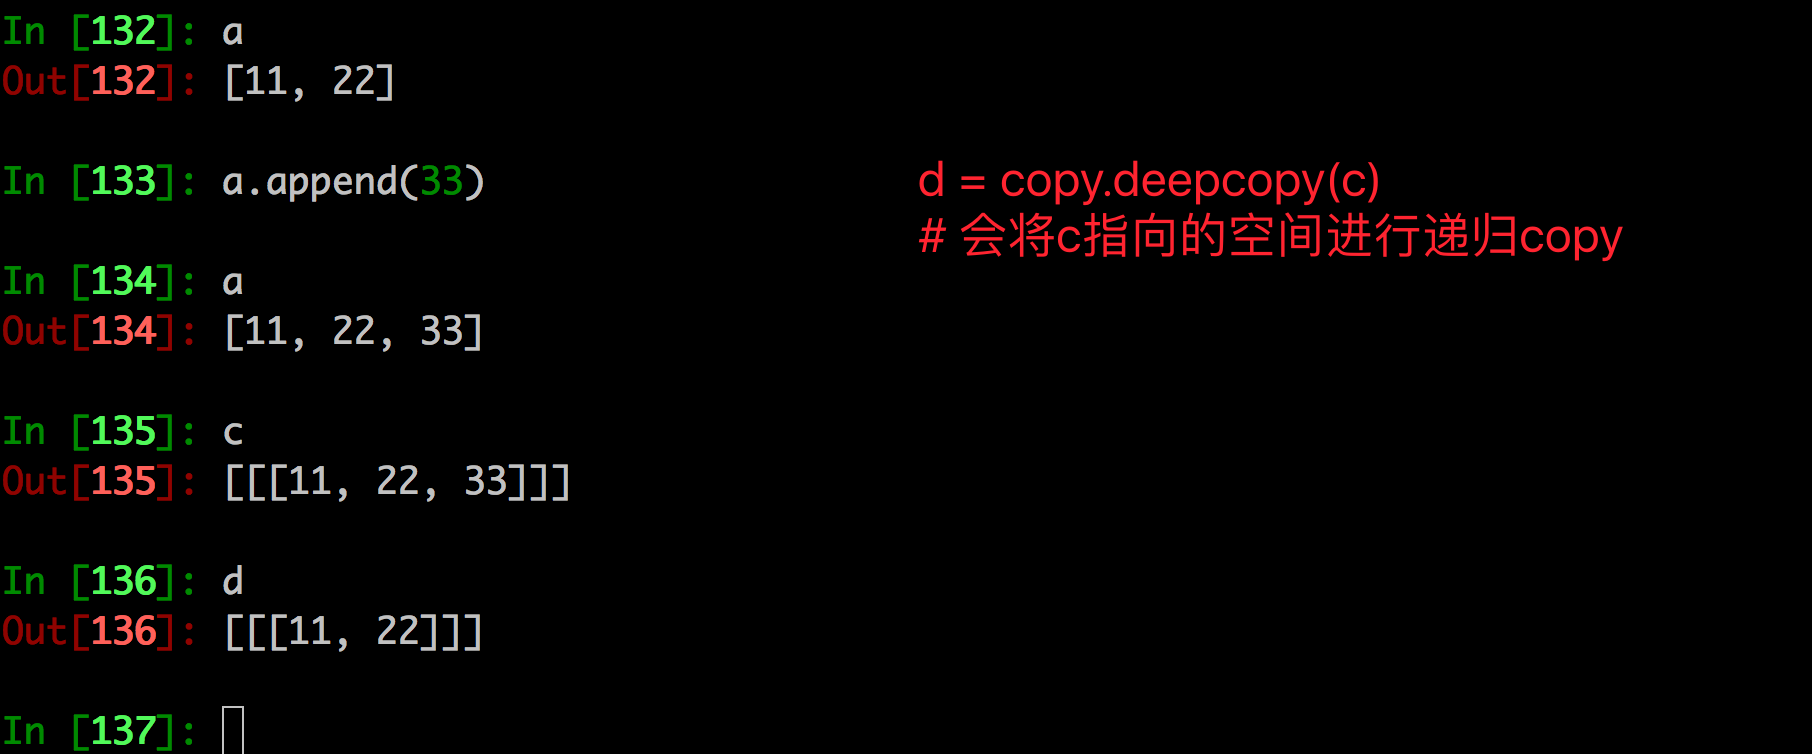 In [132]: a
Out[132]: [11, 22]
In [133]: a.append(33)
d = copy.deepcopy(c)
# 会将c指向的空间进行递归copy
In [134]: a
Out[134]: [11, 22, 33]
In [135]: c
Out[135]: [[[11, 22, 33]]]
In [136]: d
Out[136]: [[[11, 22]]]
In [137]: